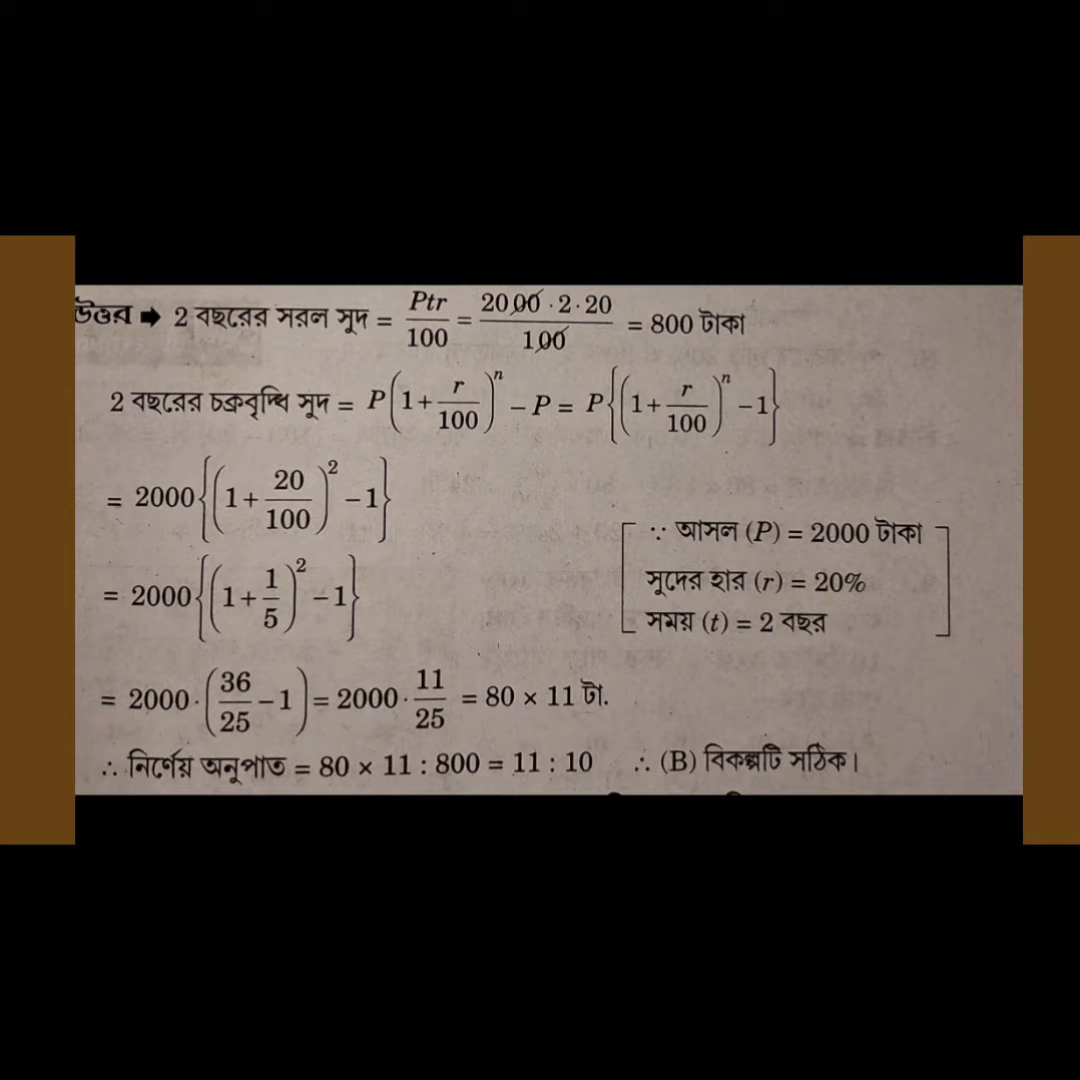 উত্তর ➡ 2 বছরের সরল সুদ = Ptr/100 = 2000 · 2 · 20/100 = 800 টাকা
2 বছরের চক্রবৃদ্ধি সুদ = P(1 + r/100)^n − P = P{(1 + r/100)^n − 1}
= 2000{(1 + 20/100)^2 − 1}
[∵ আসল (P) = 2000 টাকা
= 2000{(1 + 1/5)^2 − 1}
সুদের হার (r) = 20%
সময় (t) = 2 বছর]
= 2000 · (36/25 − 1) = 2000 · 11/25 = 80 × 11 টা.
∴ নির্ণেয় অনুপাত = 80 × 11 : 800 = 11 : 10 ∴ (B) বিকল্পটি সঠিক।